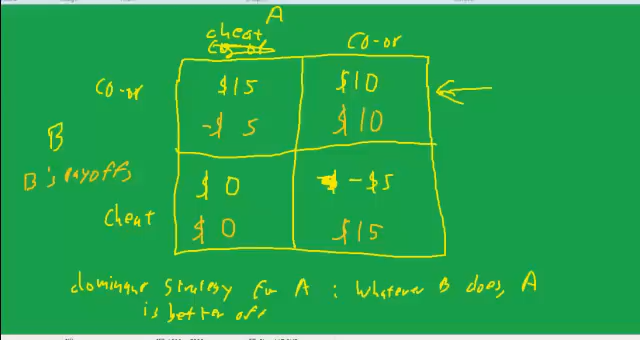 A
cheat Co-or
Co-or $15 $10
-$ 5 $10
B
B's payoffs $ 0 -$5
Cheat $ 0 $15
dominant strategy for A : Whatever B does, A
is better off